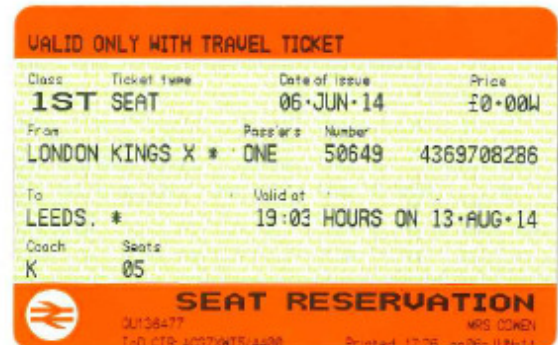 VALID ONLY WITH TRAVEL TICKET
Class Ticket type Date of issue Price
1ST SEAT 06·JUN·14 £0·00W
From Pass'ers Number
LONDON KINGS X * ONE 50649 4369708286
To Valid at
LEEDS. * 19:03 HOURS ON 13·AUG·14
Coach Seats
K 05
SEAT RESERVATION
OU136477 MRS COWEN
Printed